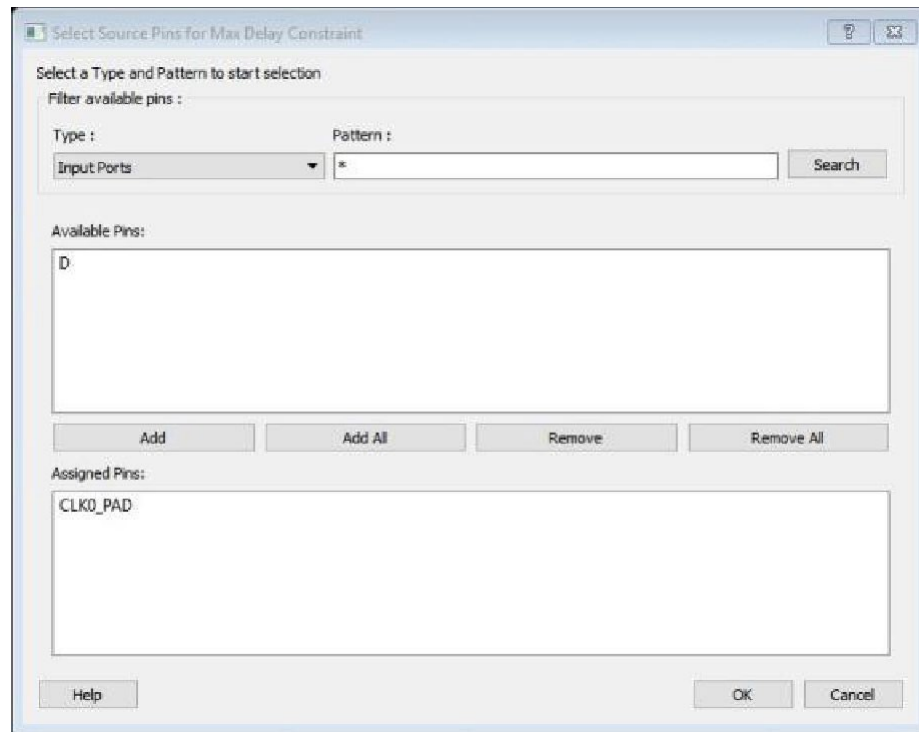 Select Source Pins for Max Delay Constraint
Select a Type and Pattern to start selection
Filter available pins :
Type : Pattern :
Input Ports * Search
Available Pins:
D
Add Add All Remove Remove All
Assigned Pins:
CLK0_PAD
Help OK Cancel